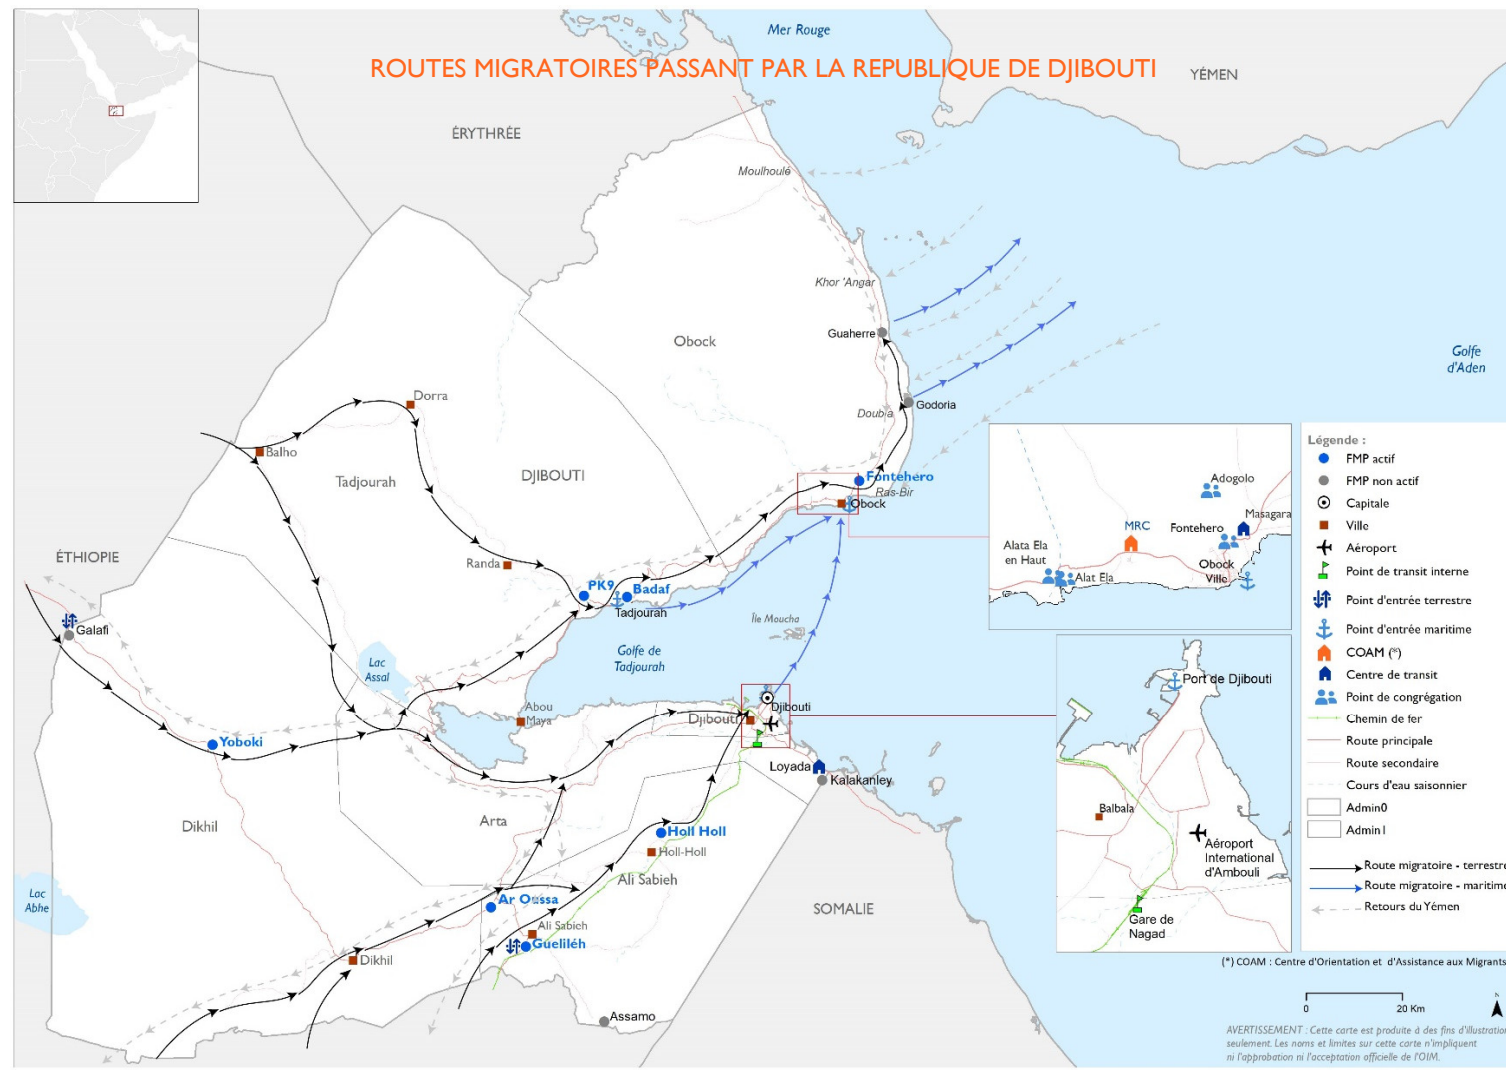 Mer Rouge
ROUTES MIGRATOIRES PASSANT PAR LA REPUBLIQUE DE DJIBOUTI
YÉMEN
ÉRYTHRÉE
Moulhoulé
Khor 'Angar
Guaherre
Obock
Golfe
d'Aden
Dorra
Doubia
Godoria
Balho
Tadjourah
DJIBOUTI
Fontehero
Ras-Bir
Obock
ÉTHIOPIE
Randa
PK9
Badaf
Tadjourah
Île Moucha
Galafi
Golfe de
Tadjourah
Lac
Assal
Abou
Maya
Djibouti
Djibouti
Yoboki
Loyada
Kalakanley
Dikhil
Arta
Holl Holl
Holl-Holl
Ali Sabieh
Lac
Abhe
Ar Oussa
SOMALIE
Ali Sabieh
Gueliléh
Dikhil
Assamo
Adogolo
Masagara
MRC
Fontehero
Alata Ela
en Haut
Alat Ela
Obock
Ville
Port de Djibouti
Balbala
Aéroport
International
d'Ambouli
Gare de
Nagad
Légende :
FMP actif
FMP non actif
Capitale
Ville
Aéroport
Point de transit interne
Point d'entrée terrestre
Point d'entrée maritime
COAM (*)
Centre de transit
Point de congrégation
Chemin de fer
Route principale
Route secondaire
Cours d'eau saisonnier
Admin0
Admin1
Route migratoire - terrestre
Route migratoire - maritime
Retours du Yémen
(*) COAM : Centre d'Orientation et d'Assistance aux Migrants
0 20 Km
N
AVERTISSEMENT : Cette carte est produite à des fins d'illustration
seulement. Les noms et limites sur cette carte n'impliquent
ni l'approbation ni l'acceptation officielle de l'OIM.